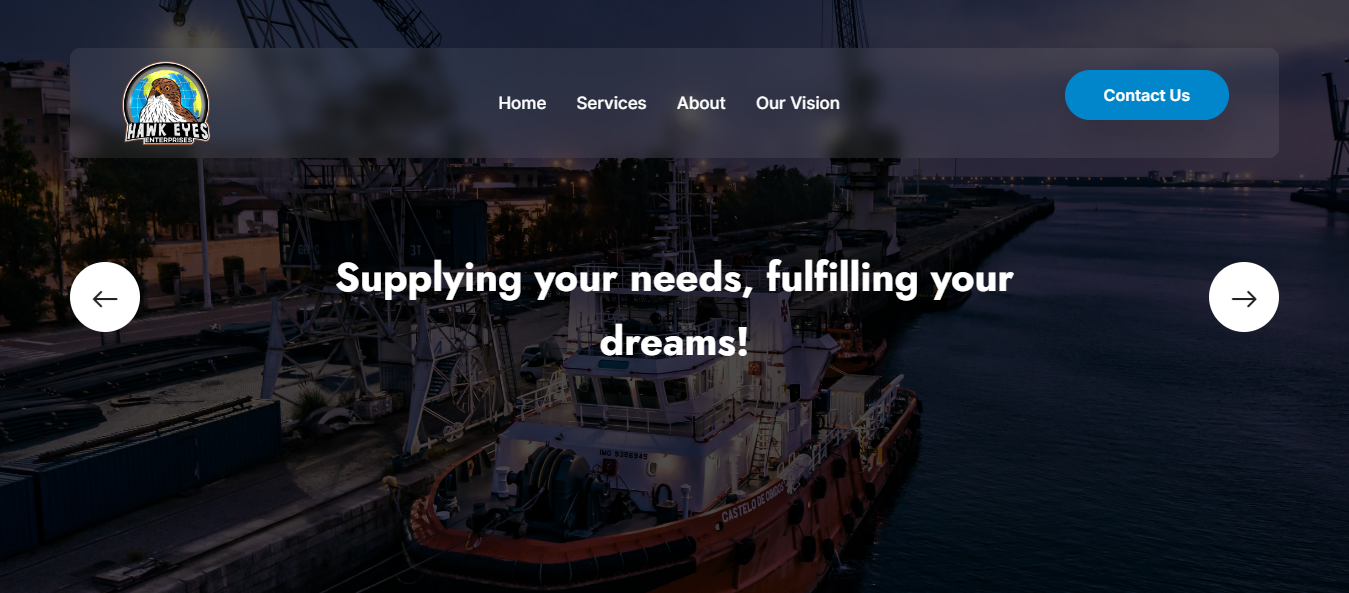 HAWK EYES
ENTERPRISES
Home
Services
About
Our Vision
Contact Us
Supplying your needs, fulfilling your
dreams!
31
IMO 9386945
CASTELO DE OBIDOS